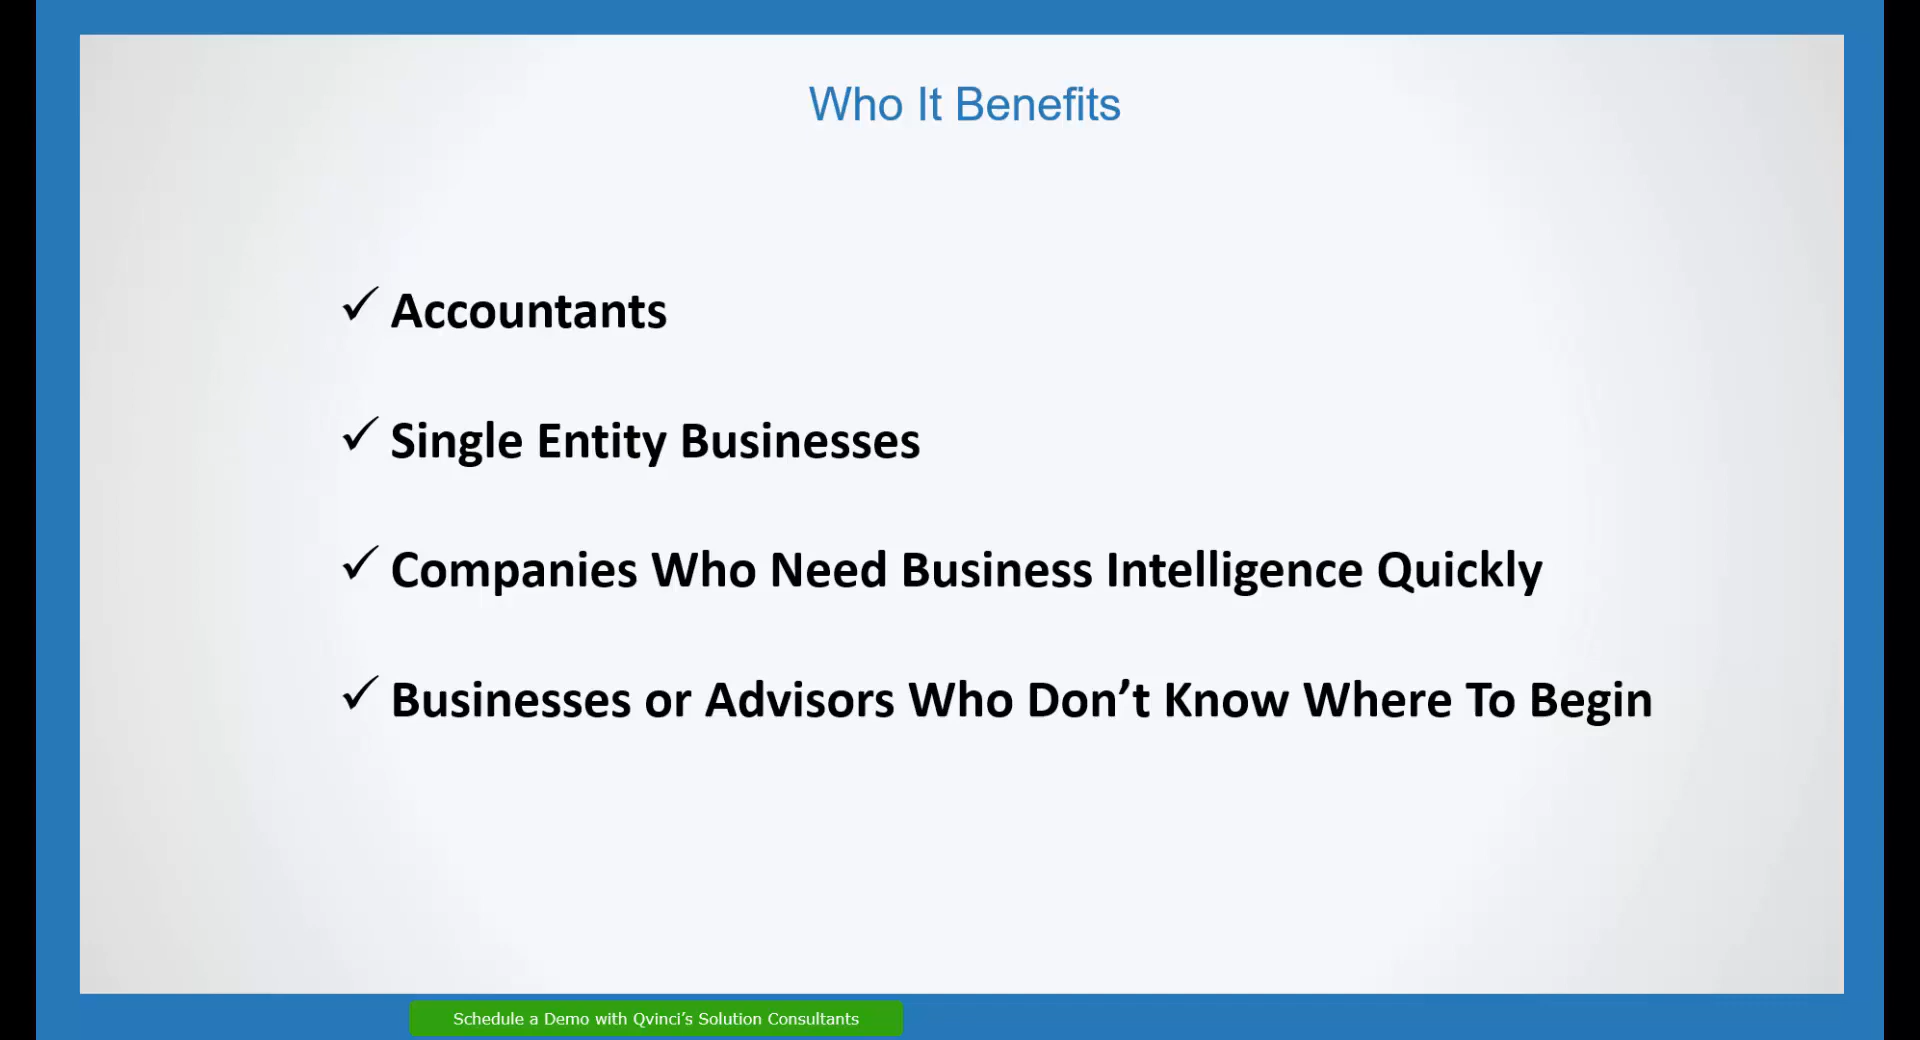 Who It Benefits
✓ Accountants
✓ Single Entity Businesses
✓ Companies Who Need Business Intelligence Quickly
✓ Businesses or Advisors Who Don’t Know Where To Begin
Schedule a Demo with Qvinci’s Solution Consultants